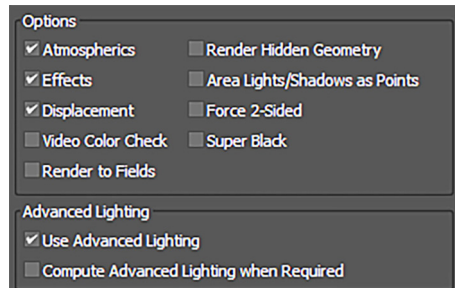 Options
Atmospherics Render Hidden Geometry
Effects Area Lights/Shadows as Points
Displacement Force 2-Sided
Video Color Check Super Black
Render to Fields
Advanced Lighting
Use Advanced Lighting
Compute Advanced Lighting when Required